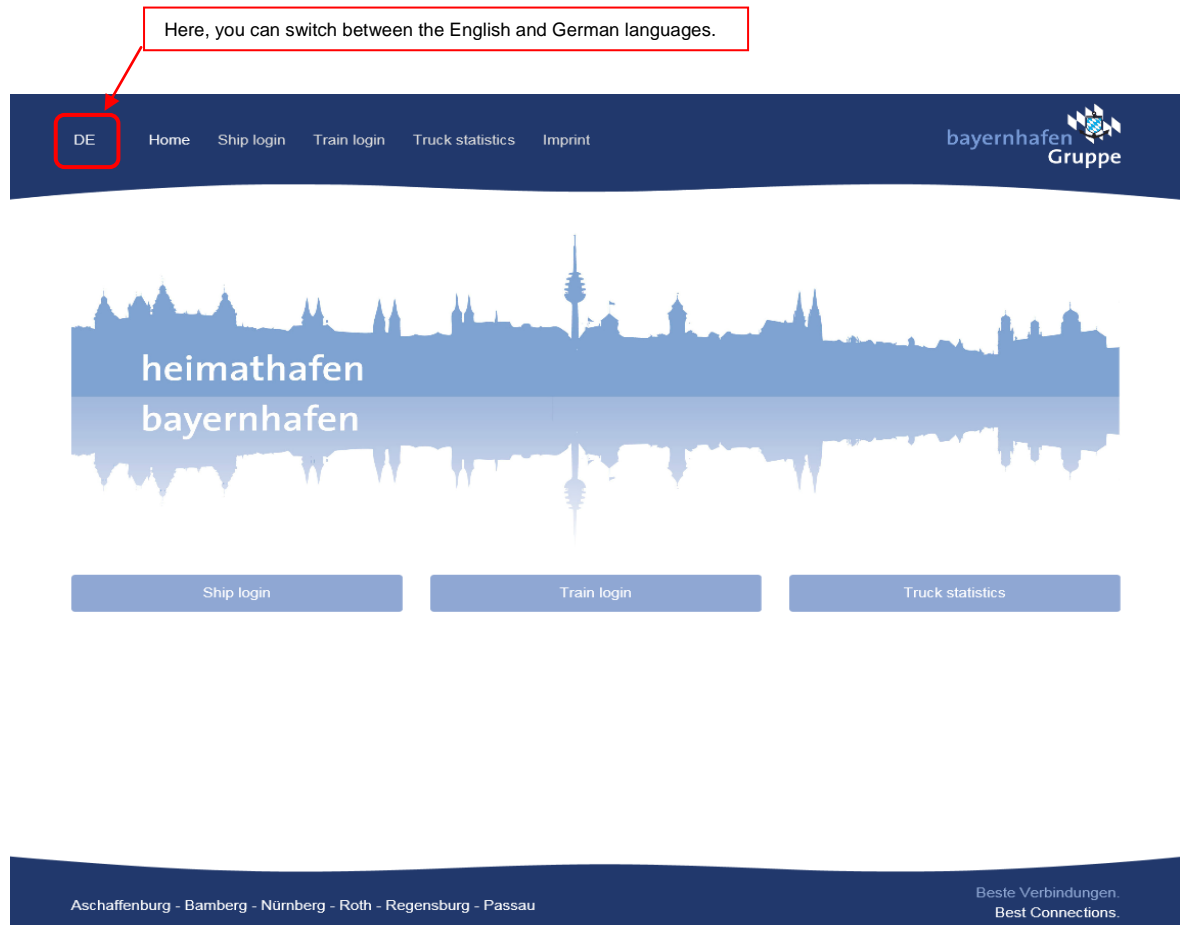 Here, you can switch between the English and German languages.
DE Home Ship login Train login Truck statistics Imprint
bayernhafen
Gruppe
heimathafen
bayernhafen
Ship login Train login Truck statistics
Aschaffenburg - Bamberg - Nürnberg - Roth - Regensburg - Passau
Beste Verbindungen.
Best Connections.